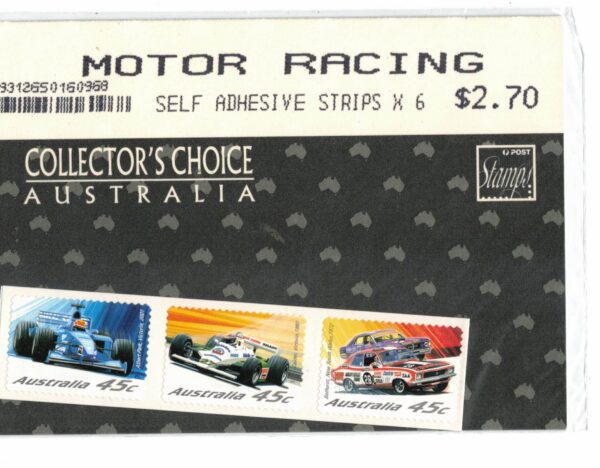 MOTOR RACING
9312650160968
SELF ADHESIVE STRIPS X 6 $2.70
COLLECTOR'S CHOICE
AUSTRALIA
POST
Stamps!
Australia 45c
Australia 45c
Australia 45c